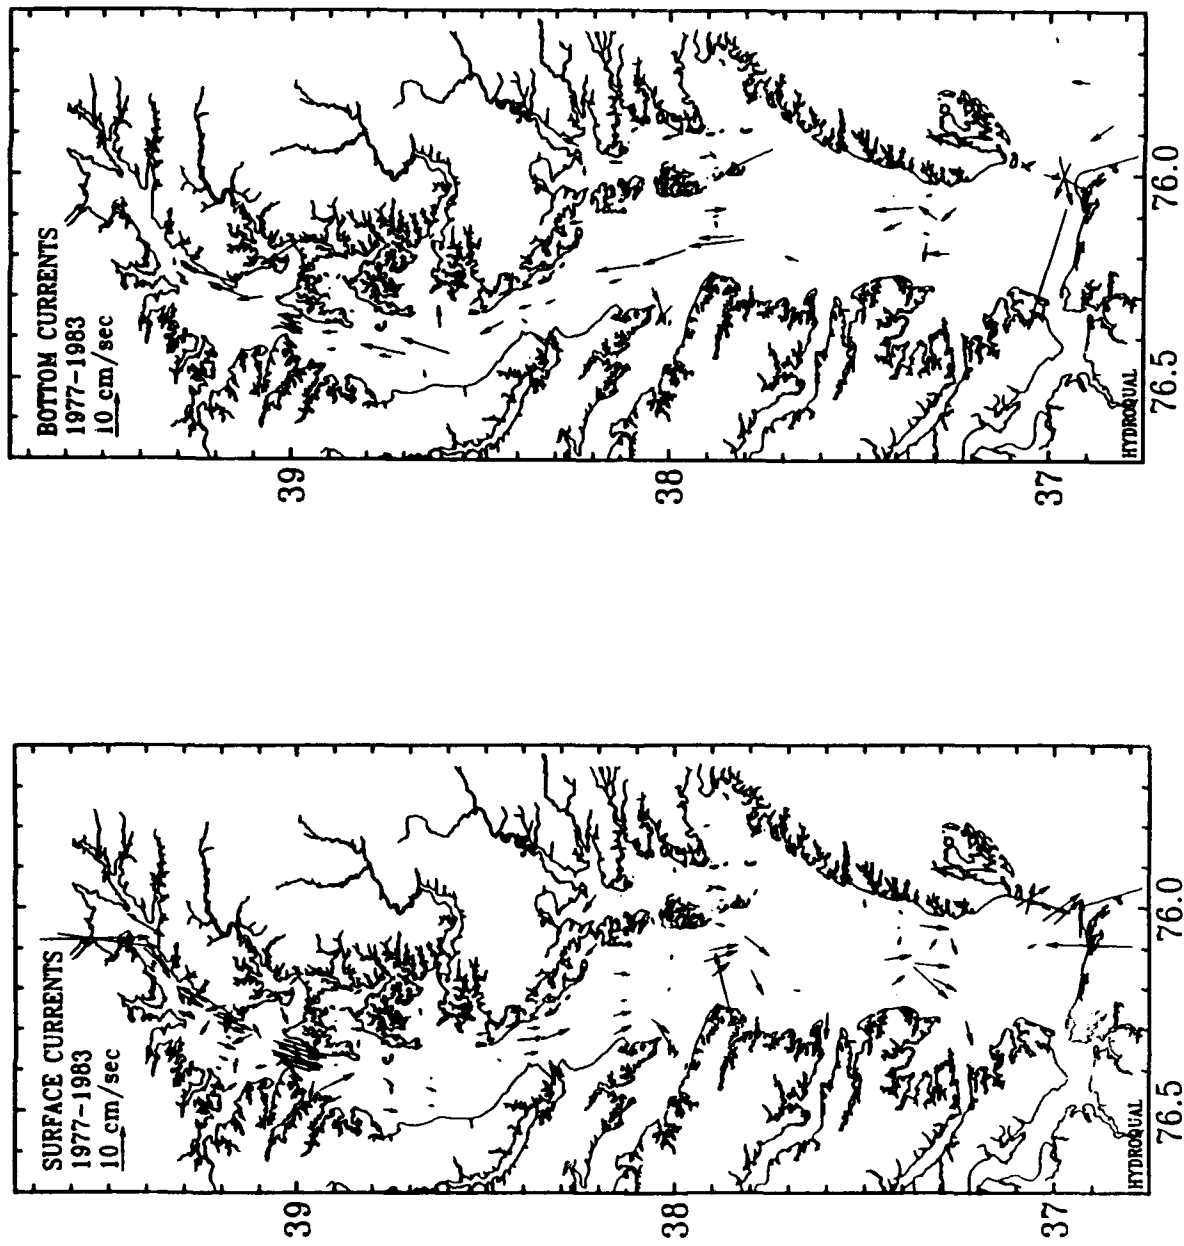 BOTTOM CURRENTS
1977-1983
10 cm/sec
39
38
37
76.5
76.0
HYDROQUAL
SURFACE CURRENTS
1977-1983
10 cm/sec
39
38
37
76.5
76.0
HYDROQUAL